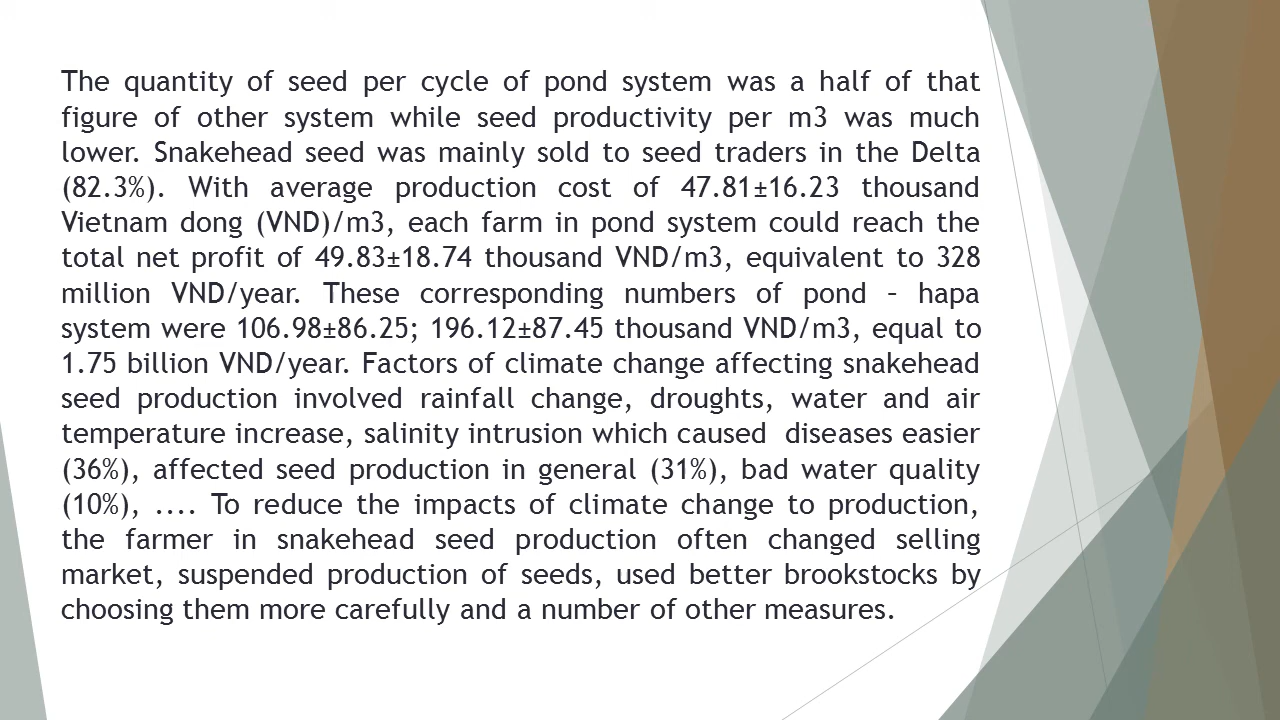 The quantity of seed per cycle of pond system was a half of that
figure of other system while seed productivity per m3 was much
lower. Snakehead seed was mainly sold to seed traders in the Delta
(82.3%). With average production cost of 47.81±16.23 thousand
Vietnam dong (VND)/m3, each farm in pond system could reach the
total net profit of 49.83±18.74 thousand VND/m3, equivalent to 328
million VND/year. These corresponding numbers of pond – hapa
system were 106.98±86.25; 196.12±87.45 thousand VND/m3, equal to
1.75 billion VND/year. Factors of climate change affecting snakehead
seed production involved rainfall change, droughts, water and air
temperature increase, salinity intrusion which caused  diseases easier
(36%), affected seed production in general (31%), bad water quality
(10%), .... To reduce the impacts of climate change to production,
the farmer in snakehead seed production often changed selling
market, suspended production of seeds, used better brookstocks by
choosing them more carefully and a number of other measures.